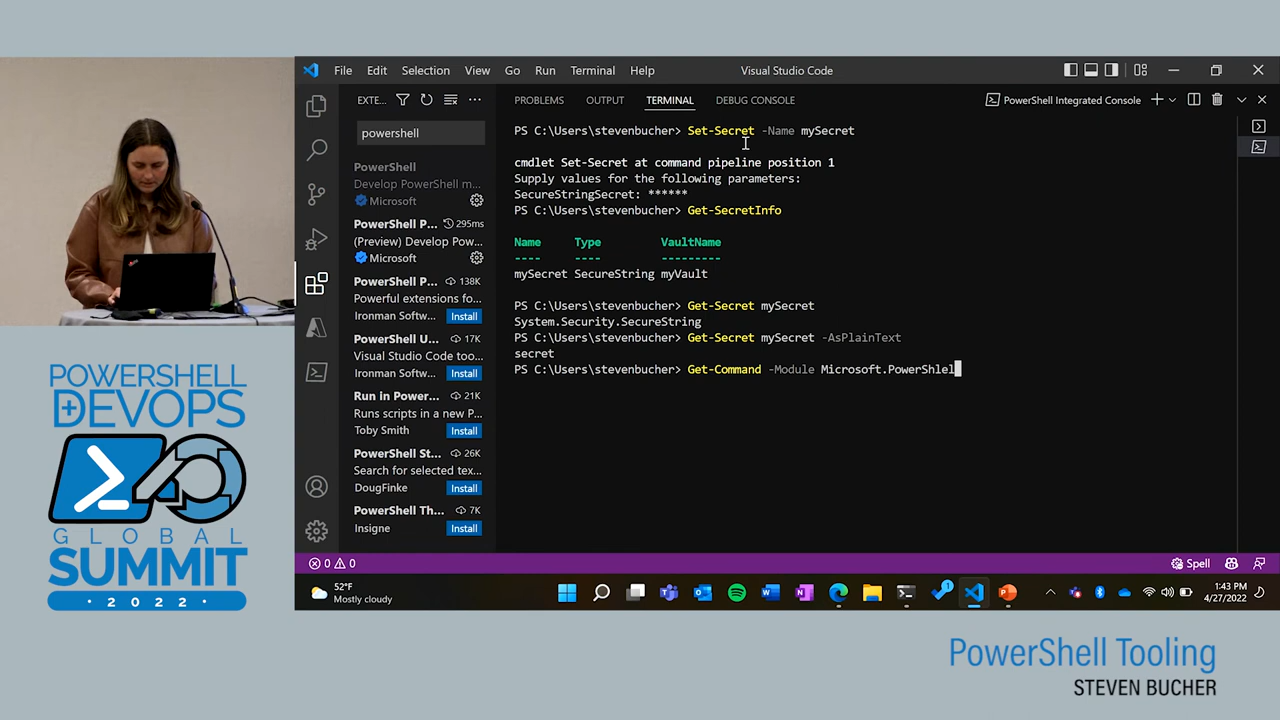 File Edit Selection View Go Run Terminal Help
Visual Studio Code
EXTE...
powershell
PowerShell
Develop PowerShell m...
Microsoft
PowerShell P... 295ms
(Preview) Develop Pow...
Microsoft
PowerShell P... 138K
Powerful extensions fo...
Ironman Softw... Install
PowerShell U... 17K
Visual Studio Code too...
Ironman Softw... Install
Run in Power... 21K
Runs scripts in a new P...
Toby Smith Install
PowerShell St... 26K
Search for selected tex...
DougFinke Install
PowerShell Th... 7K
Insigne Install
PROBLEMS OUTPUT TERMINAL DEBUG CONSOLE
PowerShell Integrated Console
PS C:\Users\stevenbucher> Set-Secret -Name mySecret
cmdlet Set-Secret at command pipeline position 1
Supply values for the following parameters:
SecureStringSecret: ******
PS C:\Users\stevenbucher> Get-SecretInfo
Name Type VaultName
---- ---- ---------
mySecret SecureString myVault
PS C:\Users\stevenbucher> Get-Secret mySecret
System.Security.SecureString
PS C:\Users\stevenbucher> Get-Secret mySecret -AsPlainText
secret
PS C:\Users\stevenbucher> Get-Command -Module Microsoft.PowerShlel
0 0
Spell
52°F
Mostly cloudy
1
1:43 PM
4/27/2022
POWERSHELL
+DEVOPS
GLOBAL
SUMMIT
· 2022 ·
PowerShell Tooling
STEVEN BUCHER